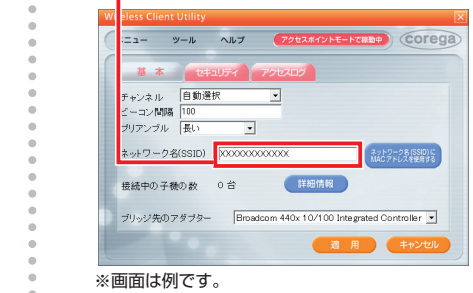 Wireless Client Utility
メニュー ツール ヘルプ アクセスポイントモードで稼動中 corega
基 本 セキュリティ アクセスログ
チャンネル 自動選択
ビーコン間隔 100
プリアンブル 長い
ネットワーク名(SSID) XXXXXXXXXXXX ネットワーク名(SSID)に
MACアドレスを使用する
接続中の子機の数 0 台 詳細情報
ブリッジ先のアダプター Broadcom 440x 10/100 Integrated Controller
適 用 キャンセル
※画面は例です。